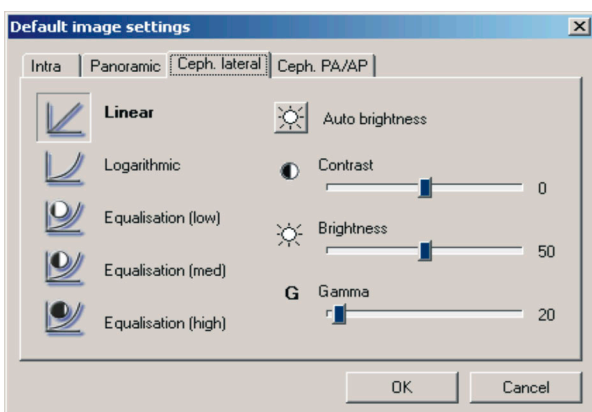 Default image settings
Intra Panoramic Ceph. lateral Ceph. PA/AP
Linear
Logarithmic
Equalisation (low)
Equalisation (med)
Equalisation (high)
Auto brightness
Contrast
0
Brightness
50
G Gamma
20
OK Cancel